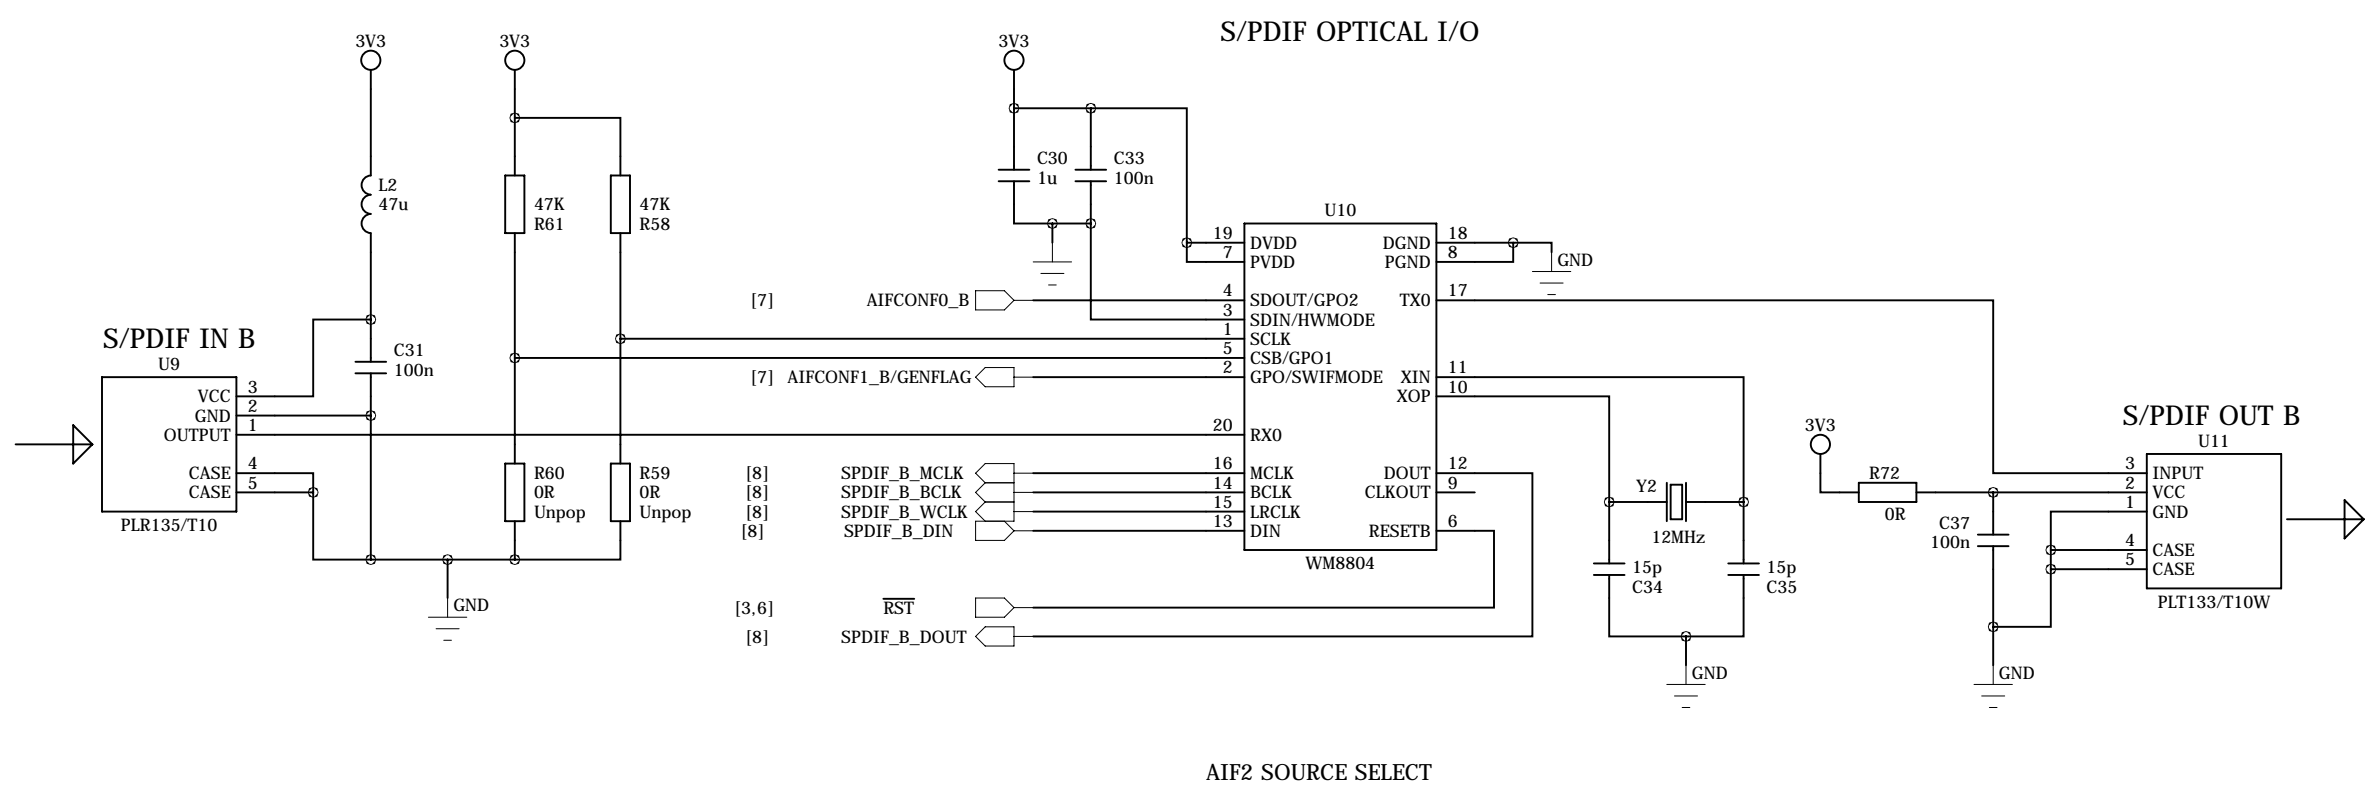 S/PDIF OPTICAL I/O
3V3
3V3
3V3
L2
47u
47K
R61
47K
R58
C30
1u
C33
100n
C31
100n
S/PDIF IN B
U9
VCC 3
GND 2
OUTPUT 1
CASE 4
CASE 5
PLR135/T10
R60
0R
Unpop
R59
0R
Unpop
GND
[7] AIFCONF0_B
[7] AIFCONF1_B/GENFLAG
[8] SPDIF_B_MCLK
[8] SPDIF_B_BCLK
[8] SPDIF_B_WCLK
[8] SPDIF_B_DIN
[3,6] RST
[8] SPDIF_B_DOUT
U10
19 DVDD DGND 18
7 PVDD PGND 8
4 SDOUT/GPO2 TX0 17
3 SDIN/HWMODE
1 SCLK
5 CSB/GPO1
2 GPO/SWIFMODE XIN 11
XOP 10
20 RX0
16 MCLK DOUT 12
14 BCLK CLKOUT 9
15 LRCLK
13 DIN RESETB 6
WM8804
GND
Y2
12MHz
15p
C34
15p
C35
GND
3V3
R72
0R
C37
100n
GND
S/PDIF OUT B
U11
3 INPUT
2 VCC
1 GND
4 CASE
5 CASE
PLT133/T10W
AIF2 SOURCE SELECT